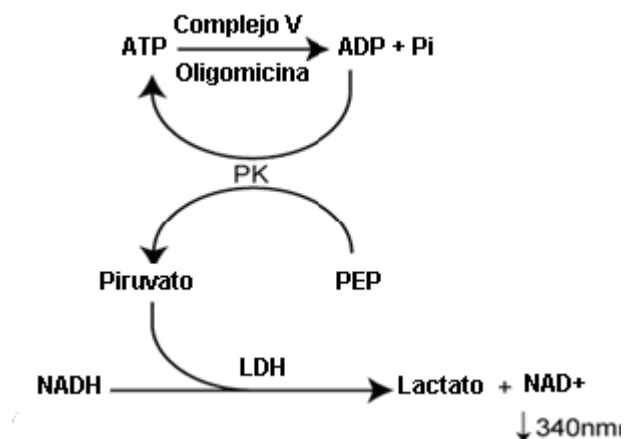 Complejo V
ATP ADP + Pi
Oligomicina
PK
Piruvato PEP
LDH
NADH Lactato + NAD+
↓ 340nm